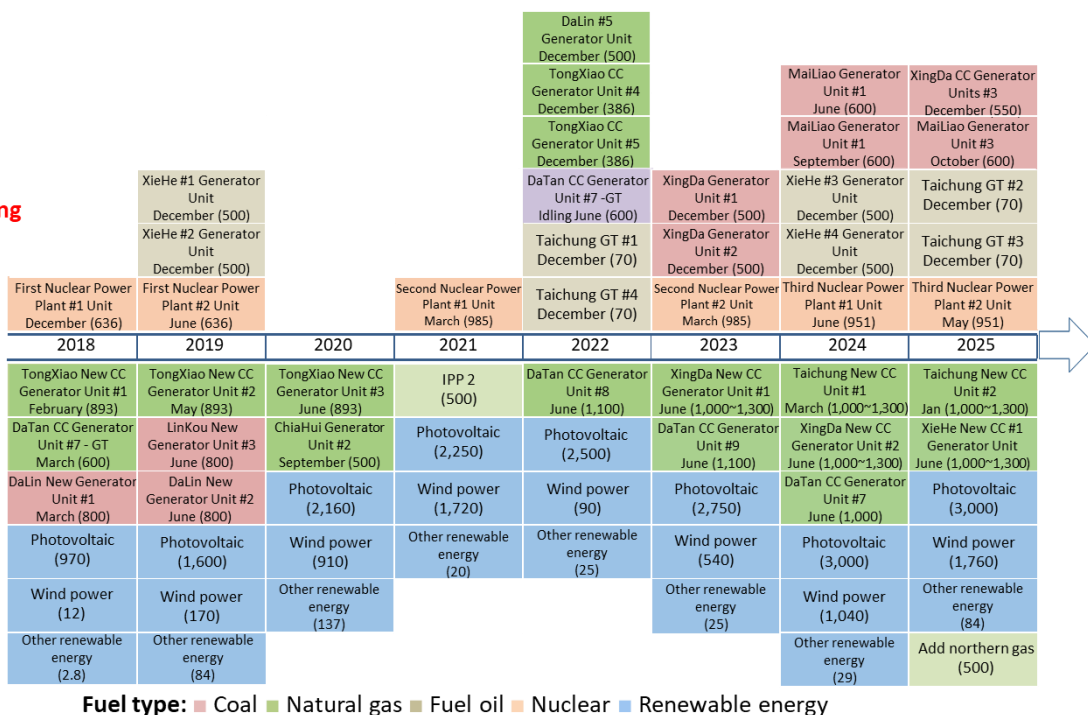 DaLin #5
Generator Unit
December (500)
TongXiao CC
Generator Unit #4
December (386)
MaiLiao Generator
Unit #1
June (600)
XingDa CC Generator
Units #3
December (550)
TongXiao CC
Generator Unit #5
December (386)
MaiLiao Generator
Unit #1
September (600)
MaiLiao Generator
Unit #3
October (600)
ng
XieHe #1 Generator
Unit
December (500)
DaTan CC Generator
Unit #7 -GT
Idling June (600)
XingDa Generator
Unit #1
December (500)
XieHe #3 Generator
Unit
December (500)
Taichung GT #2
December (70)
XieHe #2 Generator
Unit
December (500)
Taichung GT #1
December (70)
XingDa Generator
Unit #2
December (500)
XieHe #4 Generator
Unit
December (500)
Taichung GT #3
December (70)
First Nuclear Power
Plant #1 Unit
December (636)
First Nuclear Power
Plant #2 Unit
June (636)
Second Nuclear Power
Plant #1 Unit
March (985)
Taichung GT #4
December (70)
Second Nuclear Power
Plant #2 Unit
March (985)
Third Nuclear Power
Plant #1 Unit
June (951)
Third Nuclear Power
Plant #2 Unit
May (951)
2018 2019 2020 2021 2022 2023 2024 2025
TongXiao New CC
Generator Unit #1
February (893)
TongXiao New CC
Generator Unit #2
May (893)
TongXiao New CC
Generator Unit #3
June (893)
IPP 2
(500)
DaTan CC Generator
Unit #8
June (1,100)
XingDa New CC
Generator Unit #1
June (1,000~1,300)
Taichung New CC
Unit #1
March (1,000~1,300)
Taichung New CC
Unit #2
Jan (1,000~1,300)
DaTan CC Generator
Unit #7 - GT
March (600)
LinKou New
Generator Unit #3
June (800)
ChiaHui Generator
Unit #2
September (500)
Photovoltaic
(2,250)
Photovoltaic
(2,500)
DaTan CC Generator
Unit #9
June (1,100)
XingDa New CC
Generator Unit #2
June (1,000~1,300)
XieHe New CC #1
Generator Unit
June (1,000~1,300)
DaLin New Generator
Unit #1
March (800)
DaLin New
Generator Unit #2
June (800)
Photovoltaic
(2,160)
Wind power
(1,720)
Wind power
(90)
Photovoltaic
(2,750)
DaTan CC Generator
Unit #7
June (1,000)
Photovoltaic
(3,000)
Photovoltaic
(970)
Photovoltaic
(1,600)
Wind power
(910)
Other renewable
energy
(20)
Other renewable
energy
(25)
Wind power
(540)
Photovoltaic
(3,000)
Wind power
(1,760)
Wind power
(12)
Wind power
(170)
Other renewable
energy
(137)
Other renewable
energy
(25)
Wind power
(1,040)
Other renewable
energy
(84)
Other renewable
energy
(2.8)
Other renewable
energy
(84)
Other renewable
energy
(29)
Add northern gas
(500)
Fuel type: Coal Natural gas Fuel oil Nuclear Renewable energy